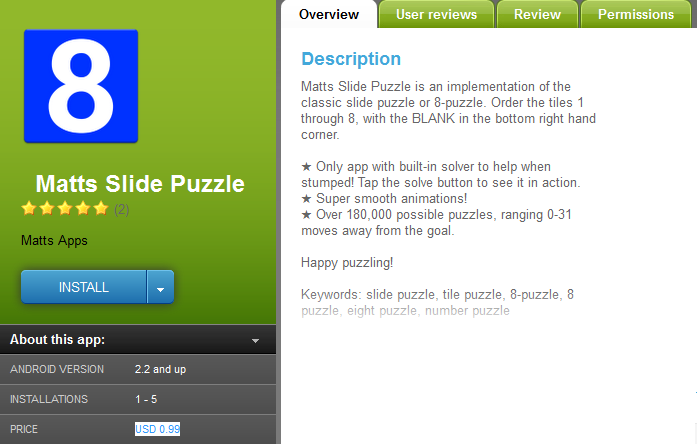 8
Matts Slide Puzzle
(2)
Matts Apps
INSTALL
About this app:
ANDROID VERSION 2.2 and up
INSTALLATIONS 1 - 5
PRICE USD 0.99
Overview User reviews Review Permissions
Description
Matts Slide Puzzle is an implementation of the
classic slide puzzle or 8-puzzle. Order the tiles 1
through 8, with the BLANK in the bottom right hand
corner.
★ Only app with built-in solver to help when
stumped! Tap the solve button to see it in action.
★ Super smooth animations!
★ Over 180,000 possible puzzles, ranging 0-31
moves away from the goal.
Happy puzzling!
Keywords: slide puzzle, tile puzzle, 8-puzzle, 8
puzzle, eight puzzle, number puzzle